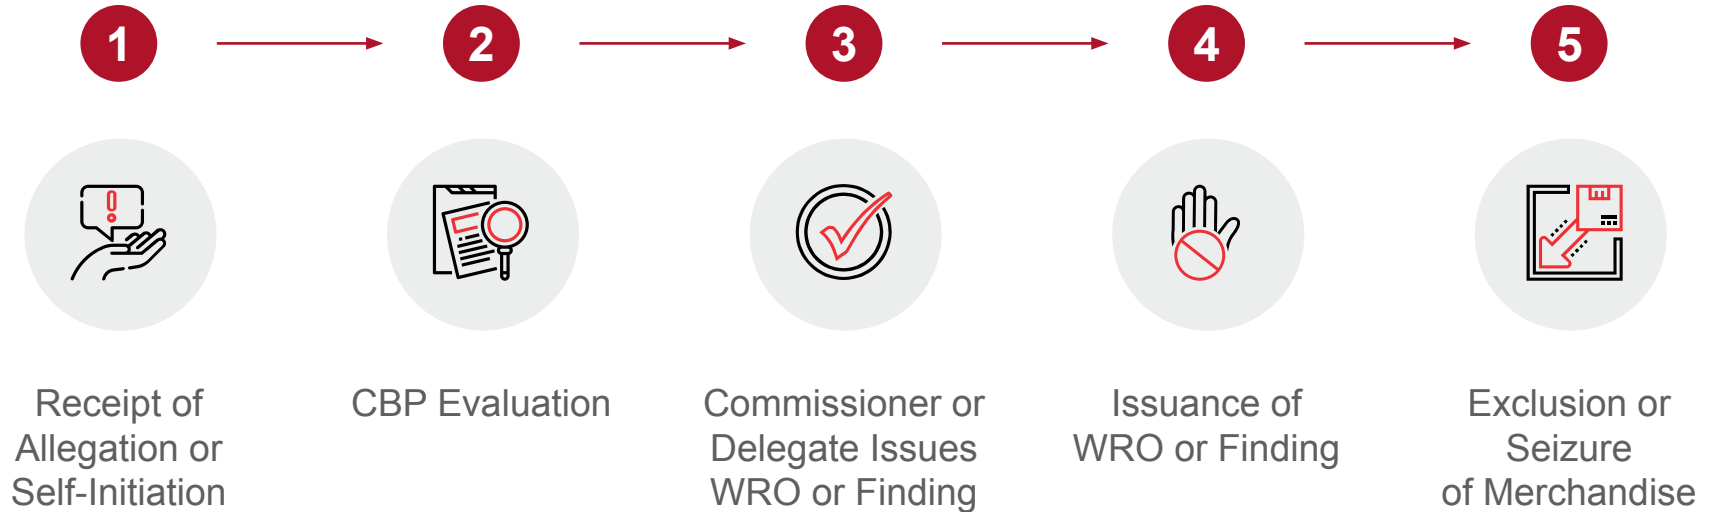 1
2
3
4
5
Receipt of
Allegation or
Self-Initiation
CBP Evaluation
Commissioner or
Delegate Issues
WRO or Finding
Issuance of
WRO or Finding
Exclusion or
Seizure
of Merchandise